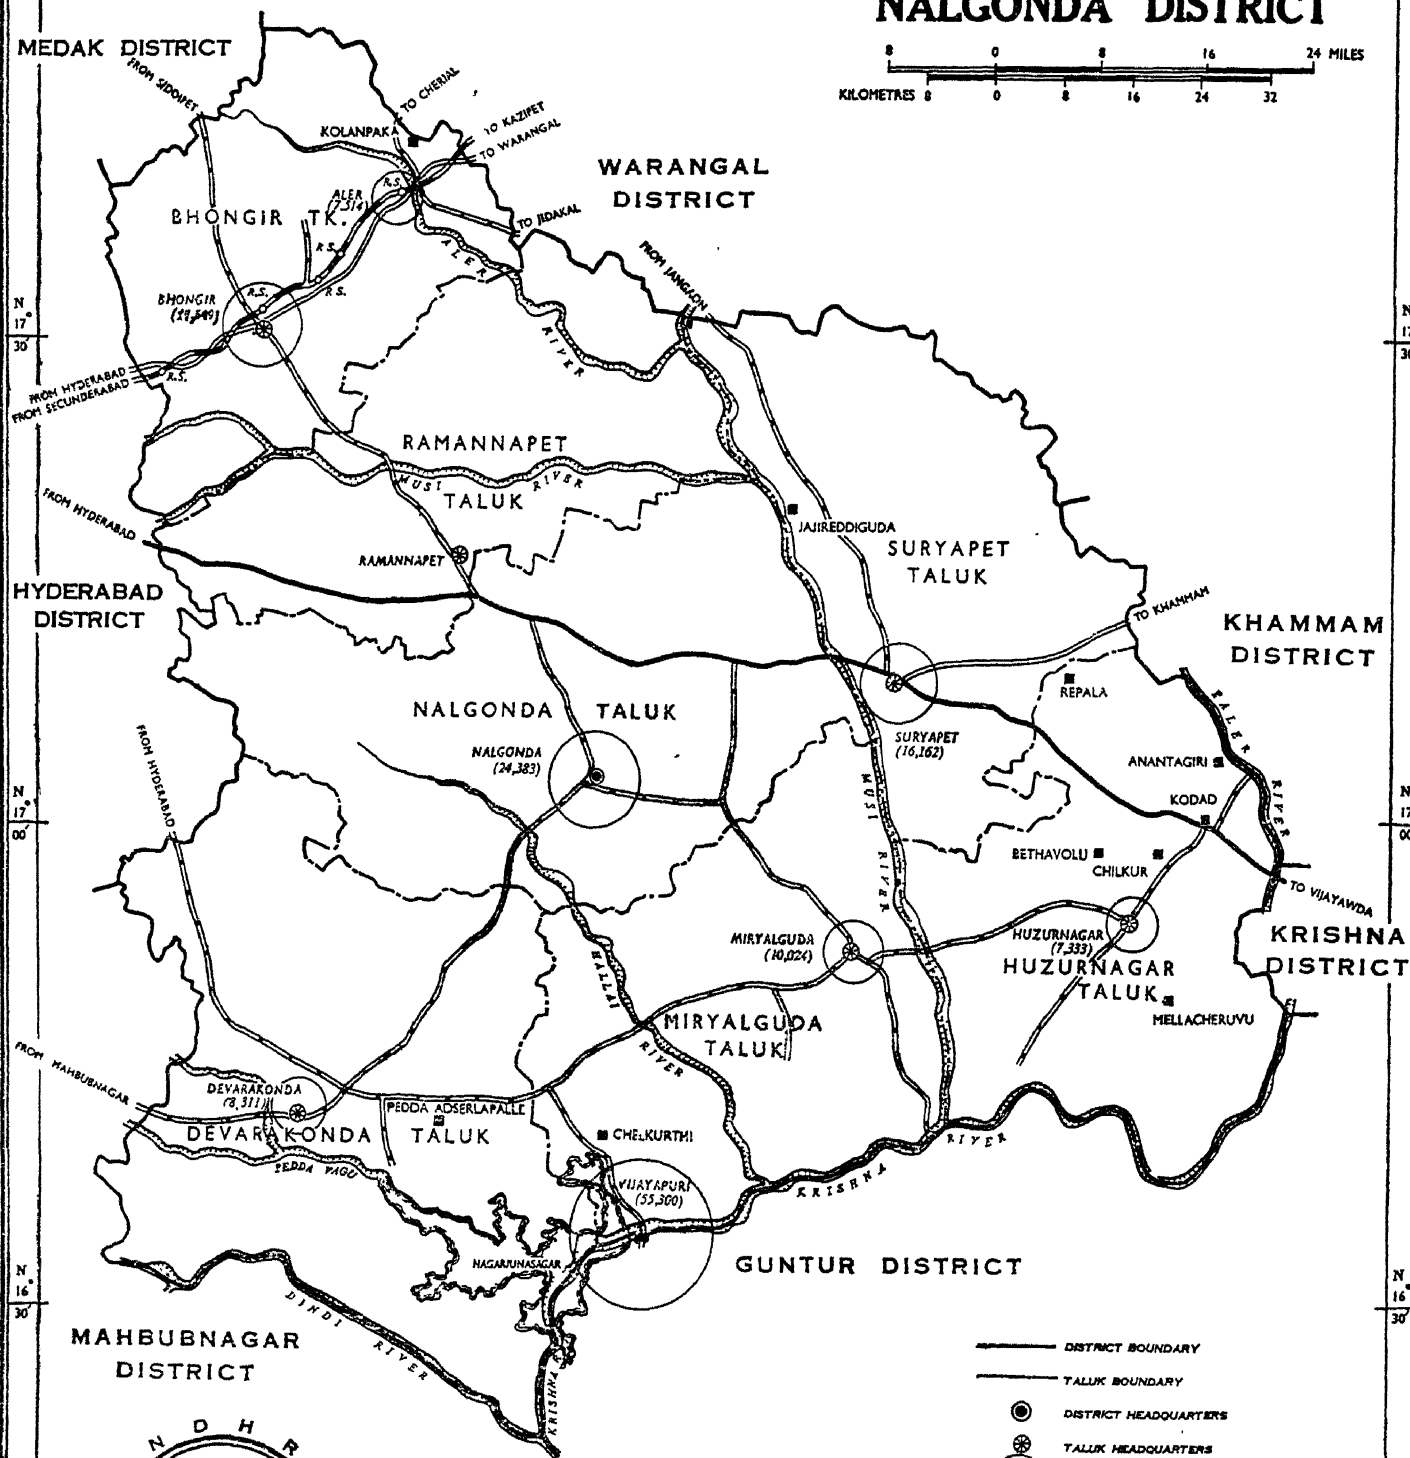 NALGONDA DISTRICT
8 0 8 16 24 MILES
KILOMETRES 8 0 8 16 24 32
MEDAK DISTRICT
FROM SIDDIPET
TO CHERIAL
KOLANPAKA
TO KAZIPET
TO WARANGAL
WARANGAL
DISTRICT
R.S.
ALER
(7,514)
BHONGIR TK.
TO JIDAKAL
R.S.
ALER
RIVER
FROM JANGAON
R.S.
R.S.
BHONGIR
N
17°
30'
N
17
30
FROM HYDERABAD
FROM SECUNDERABAD
R.S.
RAMANNAPET
TALUK
MUSI RIVER
FROM HYDERABAD
JAJIREDDIGUDA
SURYAPET
TALUK
RAMANNAPET
HYDERABAD
DISTRICT
TO KHAMMAM
KHAMMAM
DISTRICT
REPALA
PALER
RIVER
NALGONDA TALUK
NALGONDA
(24,383)
SURYAPET
(16,162)
FROM HYDERABAD
MUSI
RIVER
ANANTAGIRI
KODAD
N
17°
00'
N
17
00
BETHAVOLU
CHILKUR
TO VIJAYAWDA
KRISHNA
DISTRICT
MIRYALGUDA
(10,024)
HUZURNAGAR
(7,333)
HUZURNAGAR
TALUK
MELLACHERUVU
HALLAI
RIVER
MIRYALGUDA
TALUK
FROM MAHBUBNAGAR
DEVARAKONDA
(8,311)
PEDDA ADSERLAPALLE
DEVARAKONDA TALUK
CHELKURTHI
PEDDA VAGU
VIJAYAPURI
(55,300)
KRISHNA RIVER
NAGARJUNASAGAR
GUNTUR DISTRICT
N
16°
30'
N
16°
30'
DINDI RIVER
MAHBUBNAGAR
DISTRICT
KRISHNA R
DISTRICT BOUNDARY
TALUK BOUNDARY
DISTRICT HEADQUARTERS
TALUK HEADQUARTERS
N D H R